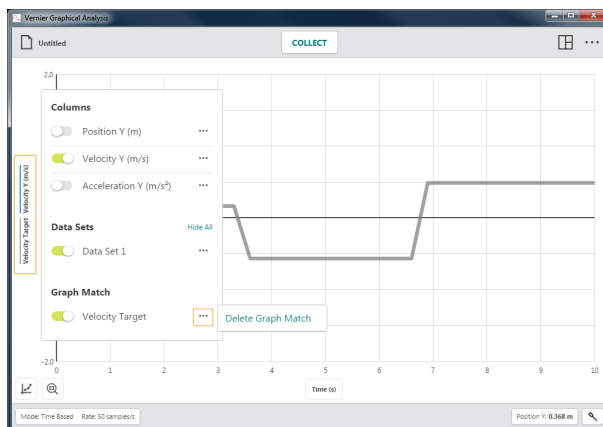 Vernier Graphical Analysis
Untitled
COLLECT
2.0
Columns
Position Y (m)
Velocity Y (m/s)
Acceleration Y (m/s²)
Data Sets
Hide All
Data Set 1
Graph Match
Velocity Target
Delete Graph Match
Velocity Target Velocity Y (m/s)
-2.0
0 1 2 3 4 5 6 7 8 9 10
Time (s)
Mode: Time Based Rate: 50 samples/s
Position Y: 0.368 m